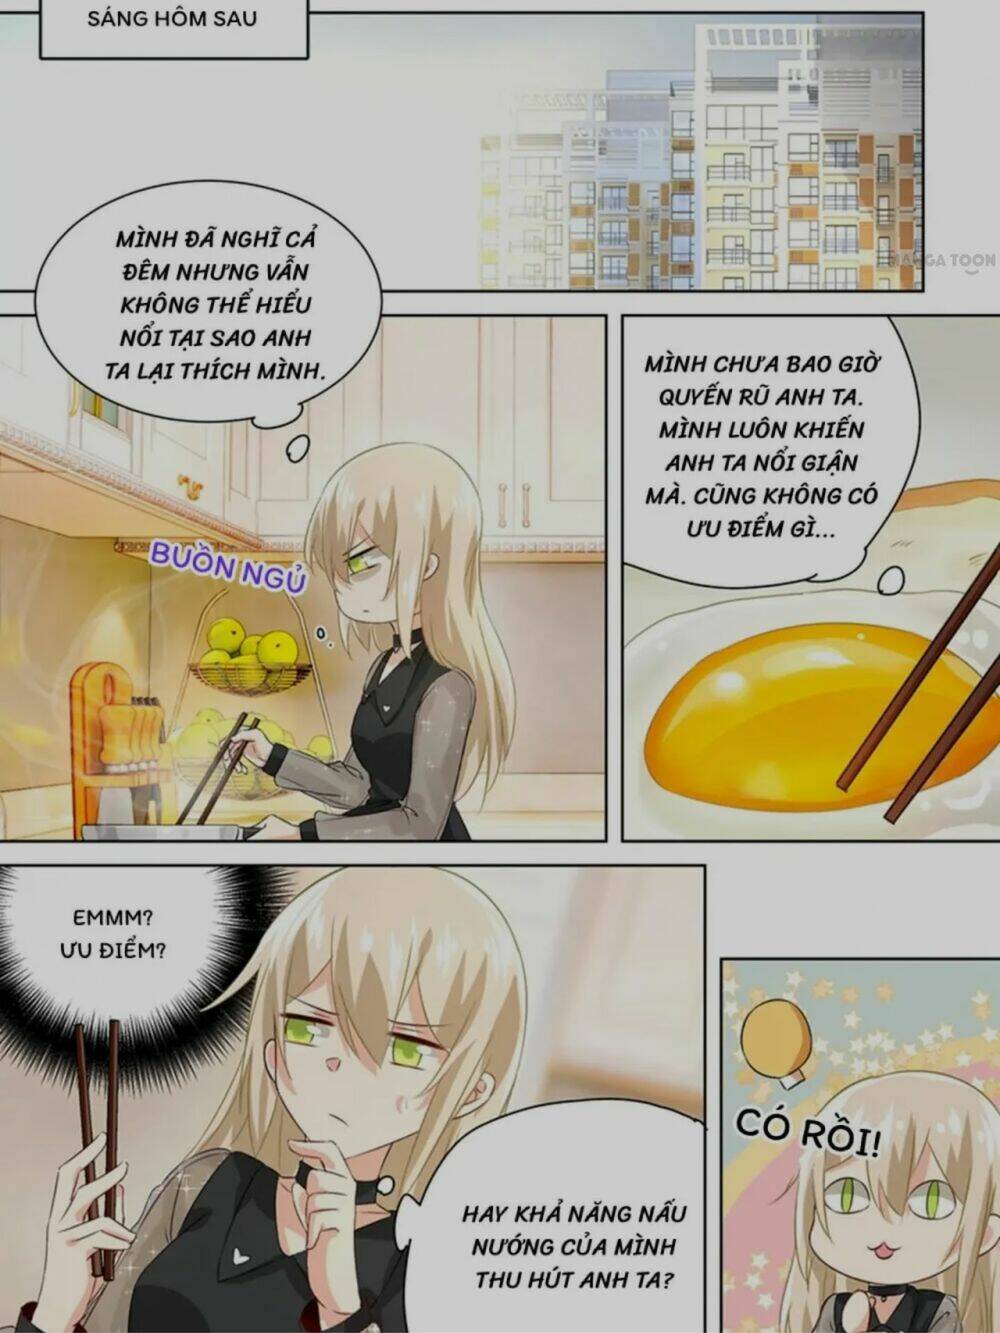 SÁNG HÔM SAU
MANGA TOON
MÌNH ĐÃ NGHĨ CẢ
ĐÊM NHƯNG VẪN
KHÔNG THỂ HIỂU
NỔI TẠI SAO ANH
TA LẠI THÍCH MÌNH.
MÌNH CHƯA BAO GIỜ
QUYẾN RŨ ANH TA.
MÌNH LUÔN KHIẾN
ANH TA NỔI GIẬN
MÀ. CŨNG KHÔNG CÓ
ƯU ĐIỂM GÌ...
BUỒN NGỦ
EMMM?
ƯU ĐIỂM?
CÓ RỒI!
HAY KHẢ NĂNG NẤU
NƯỚNG CỦA MÌNH
THU HÚT ANH TA?